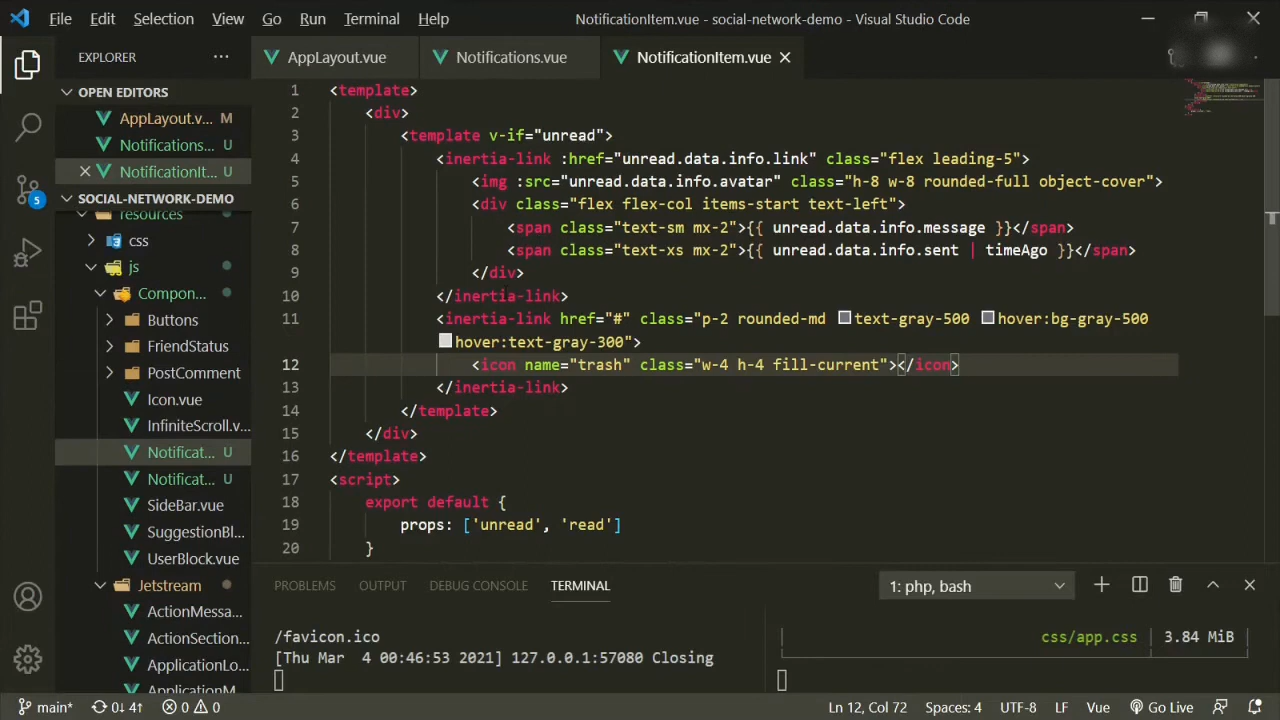 File Edit Selection View Go Run Terminal Help NotificationItem.vue - social-network-demo - Visual Studio Code
EXPLORER
AppLayout.vue Notifications.vue NotificationItem.vue
OPEN EDITORS
AppLayout.v... M
Notifications... U
NotificationIt... U
SOCIAL-NETWORK-DEMO
resources
css
js
Compon...
Buttons
FriendStatus
PostComment
Icon.vue
InfiniteScroll.v...
Notificat... U
Notificat... U
SideBar.vue
SuggestionBl...
UserBlock.vue
Jetstream
ActionMessa...
ActionSection...
ApplicationLo...
ApplicationM
5
1 <template>
2 <div>
3 <template v-if="unread">
4 <inertia-link :href="unread.data.info.link" class="flex leading-5">
5 <img :src="unread.data.info.avatar" class="h-8 w-8 rounded-full object-cover">
6 <div class="flex flex-col items-start text-left">
7 <span class="text-sm mx-2">{{ unread.data.info.message }}</span>
8 <span class="text-xs mx-2">{{ unread.data.info.sent | timeAgo }}</span>
9 </div>
10 </inertia-link>
11 <inertia-link href="#" class="p-2 rounded-md text-gray-500 hover:bg-gray-500
hover:text-gray-300">
12 <icon name="trash" class="w-4 h-4 fill-current"></icon>
13 </inertia-link>
14 </template>
15 </div>
16 </template>
17 <script>
18 export default {
19 props: ['unread', 'read']
20 }
PROBLEMS OUTPUT DEBUG CONSOLE TERMINAL 1: php, bash
/favicon.ico
[Thu Mar 4 00:46:53 2021] 127.0.0.1:57080 Closing
css/app.css 3.84 MiB
main* 0↓ 4↑ 0 0 Ln 12, Col 72 Spaces: 4 UTF-8 LF Vue Go Live